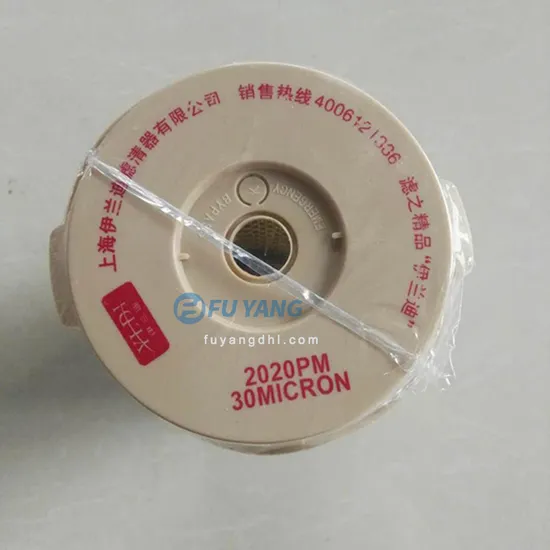 上海伊兰迪滤清器有限公司 销售热线4006121336 滤之精品"伊兰迪"
EMERGENCY
FU YANG
fuyangdhl.com
2020PM
30MICRON